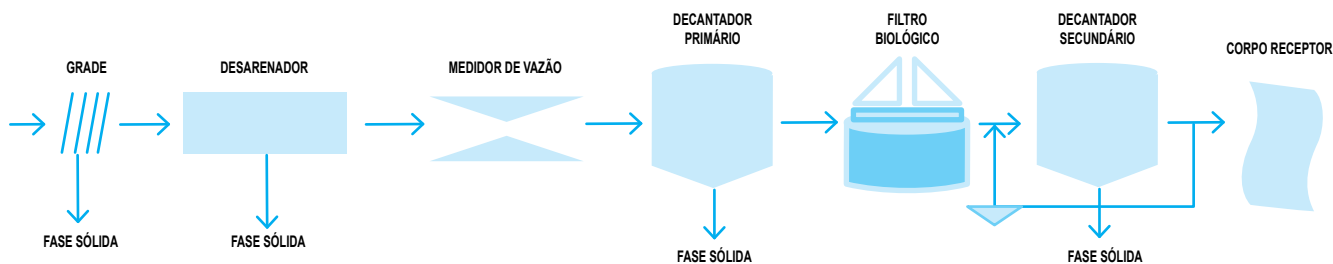 GRADE
DESARENADOR
MEDIDOR DE VAZÃO
DECANTADOR
PRIMÁRIO
FILTRO
BIOLÓGICO
DECANTADOR
SECUNDÁRIO
CORPO RECEPTOR
FASE SÓLIDA
FASE SÓLIDA
FASE SÓLIDA
FASE SÓLIDA